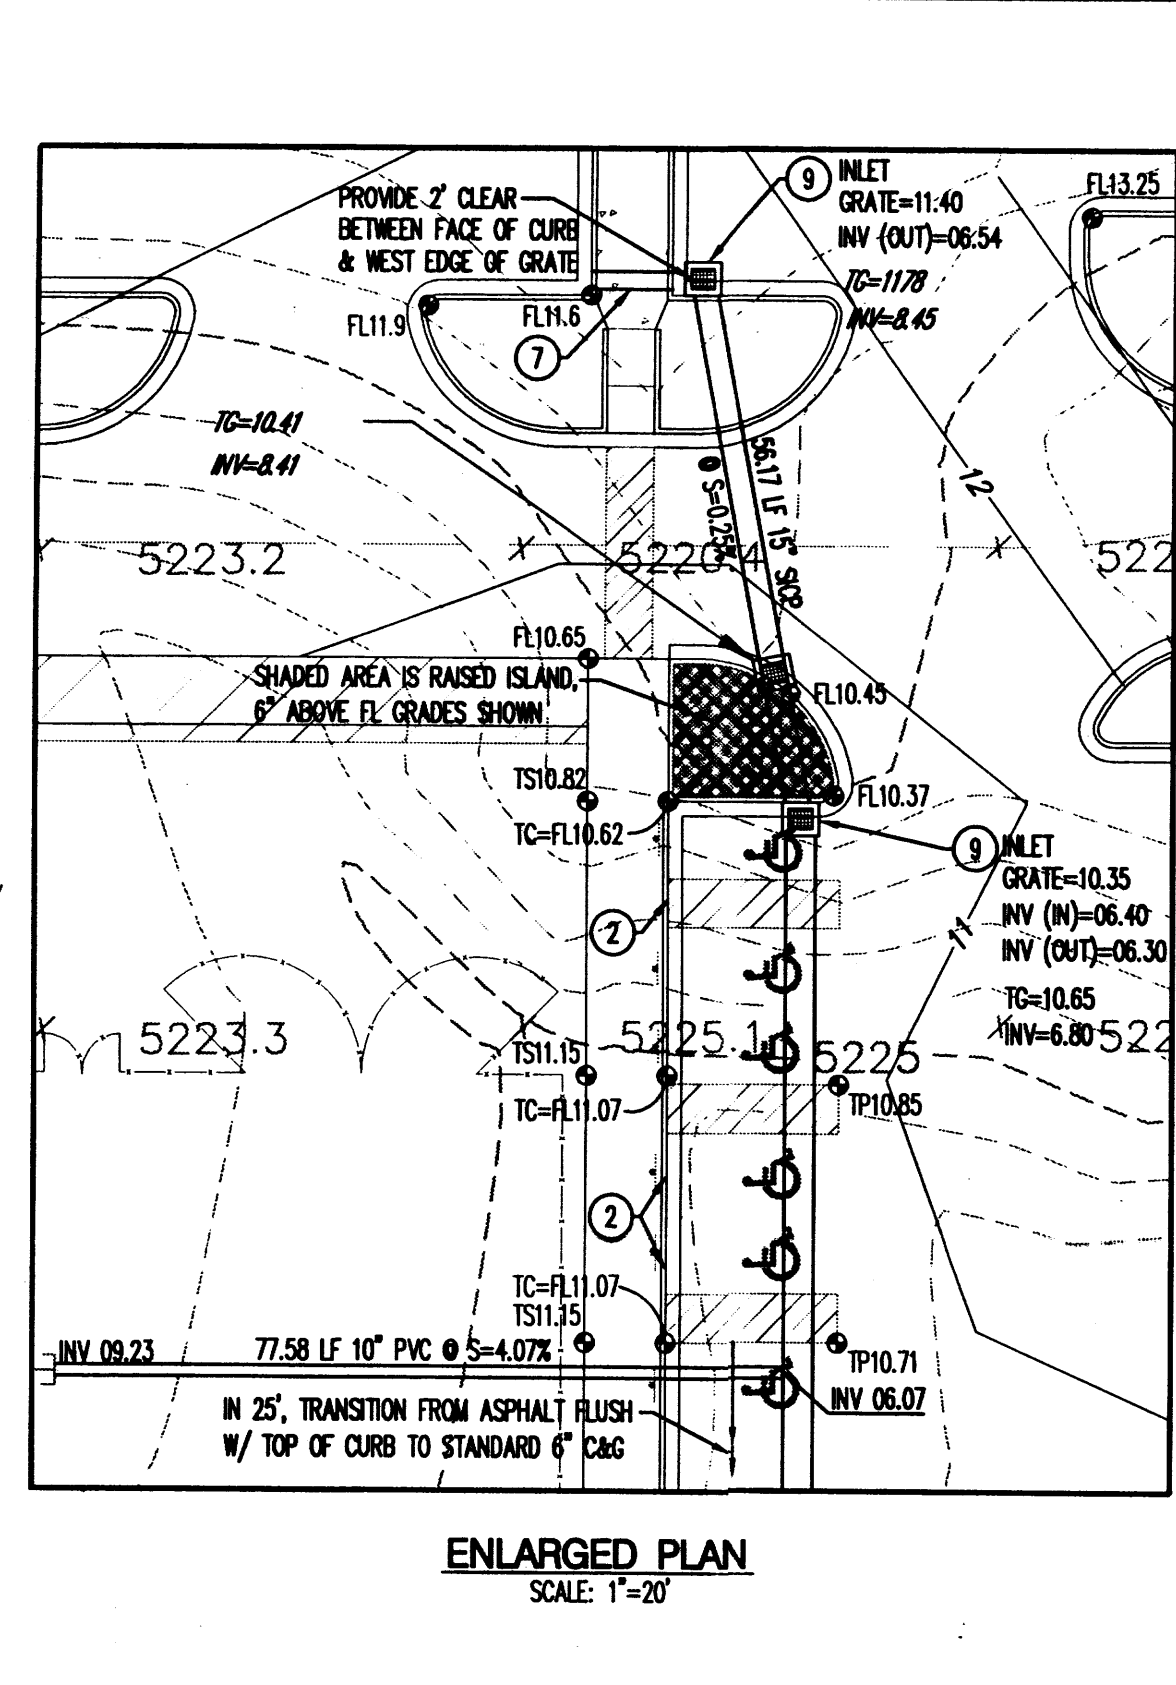 PROVIDE 2' CLEAR
BETWEEN FACE OF CURB
& WEST EDGE OF GRATE
9
INLET
GRATE=11.40
INV (OUT)=06.54
TG=1178
INV=8.45
FL13.25
FL11.9
FL11.6
7
TG=10.41
INV=8.41
56.17 LF 15" SICP
@ S=0.25%
12
5223.2
5220.4
522
FL10.65
SHADED AREA IS RAISED ISLAND,
6" ABOVE FL GRADES SHOWN
FL10.45
TS10.82
TC=FL10.62
FL10.37
9
INLET
GRATE=10.35
INV (IN)=06.40
INV (OUT)=06.30
TG=10.65
INV=6.80
2
11
5223.3
5225.1
5225
522
TS11.15
TC=FL11.07
TP10.85
2
TC=FL11.07
TS11.15
INV 09.23
77.58 LF 10" PVC @ S=4.07%
TP10.71
INV 06.07
IN 25', TRANSITION FROM ASPHALT FLUSH
W/ TOP OF CURB TO STANDARD 6" C&G
ENLARGED PLAN
SCALE: 1"=20'